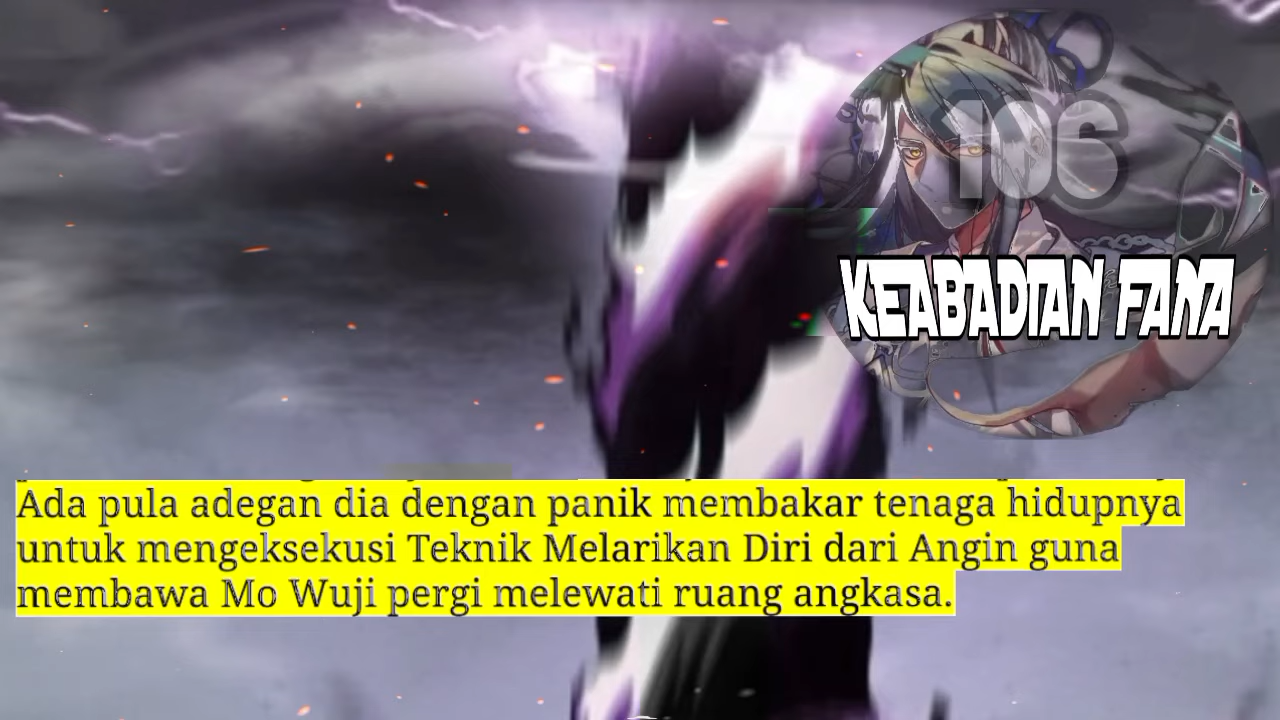 106
KEABADIAN FANA
Ada pula adegan dia dengan panik membakar tenaga hidupnya
untuk mengeksekusi Teknik Melarikan Diri dari Angin guna
membawa Mo Wuji pergi melewati ruang angkasa.